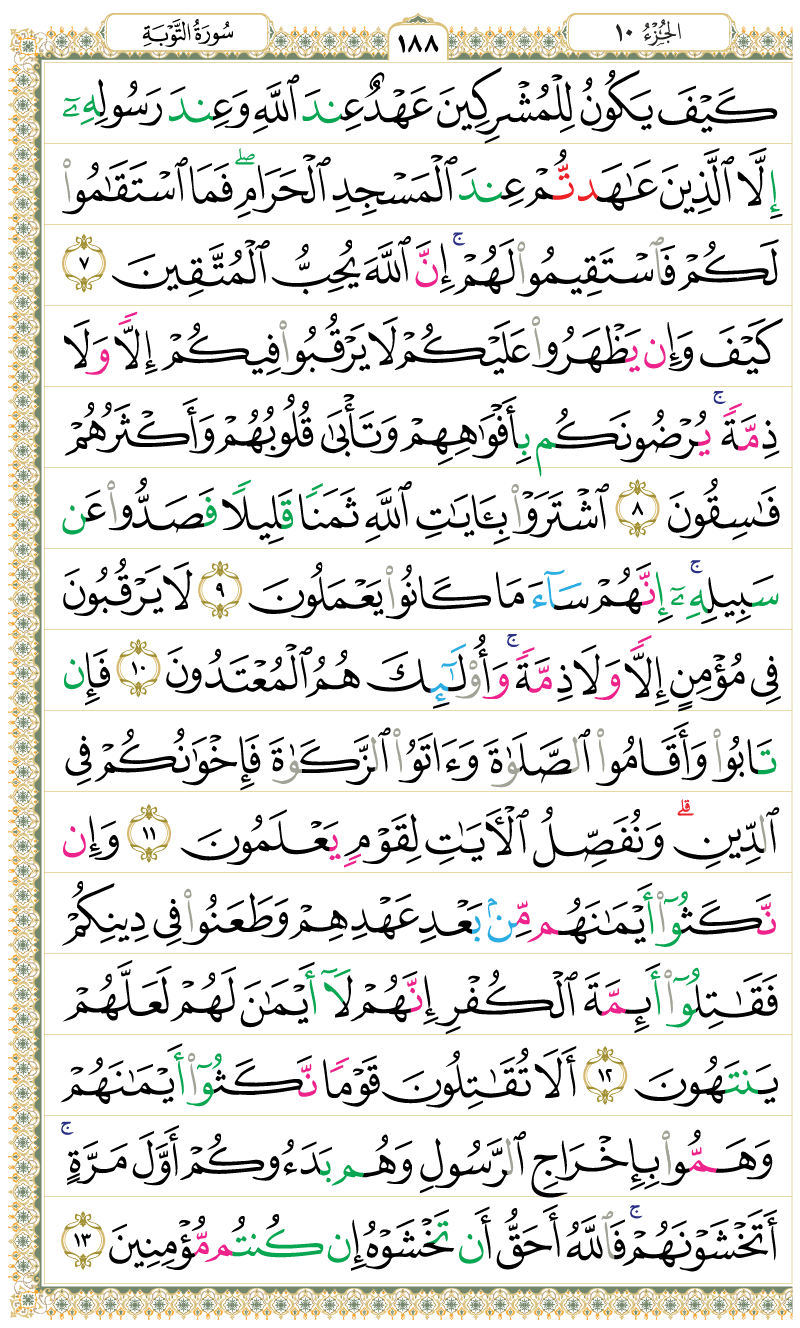 الجُزْءُ ١٠
١٨٨
سُورَةُ التَّوْبَةِ
كَيْفَ يَكُونُ لِلْمُشْرِكِينَ عَهْدٌ عِندَ ٱللَّهِ وَعِندَ رَسُولِهِۦٓ
إِلَّا ٱلَّذِينَ عَٰهَدتُّمْ عِندَ ٱلْمَسْجِدِ ٱلْحَرَامِۖ فَمَا ٱسْتَقَٰمُوا۟
لَكُمْ فَٱسْتَقِيمُوا۟ لَهُمْۚ إِنَّ ٱللَّهَ يُحِبُّ ٱلْمُتَّقِينَ ٧
كَيْفَ وَإِن يَظْهَرُوا۟ عَلَيْكُمْ لَا يَرْقُبُوا۟ فِيكُمْ إِلًّا وَلَا
ذِمَّةًۚ يُرْضُونَكُم بِأَفْوَٰهِهِمْ وَتَأْبَىٰ قُلُوبُهُمْ وَأَكْثَرُهُمْ
فَٰسِقُونَ ٨ ٱشْتَرَوْا۟ بِـَٔايَٰتِ ٱللَّهِ ثَمَنًا قَلِيلًا فَصَدُّوا۟ عَن
سَبِيلِهِۦٓۚ إِنَّهُمْ سَآءَ مَا كَانُوا۟ يَعْمَلُونَ ٩ لَا يَرْقُبُونَ
فِى مُؤْمِنٍ إِلًّا وَلَا ذِمَّةًۚ وَأُو۟لَٰٓئِكَ هُمُ ٱلْمُعْتَدُونَ ١٠ فَإِن
تَابُوا۟ وَأَقَامُوا۟ ٱلصَّلَوٰةَ وَءَاتَوُا۟ ٱلزَّكَوٰةَ فَإِخْوَٰنُكُمْ فِى
ٱلدِّينِۗ وَنُفَصِّلُ ٱلْـَٔايَٰتِ لِقَوْمٍ يَعْلَمُونَ ١١ وَإِن
نَّكَثُوٓا۟ أَيْمَٰنَهُم مِّنۢ بَعْدِ عَهْدِهِمْ وَطَعَنُوا۟ فِى دِينِكُمْ
فَقَٰتِلُوٓا۟ أَئِمَّةَ ٱلْكُفْرِ إِنَّهُمْ لَآ أَيْمَٰنَ لَهُمْ لَعَلَّهُمْ
يَنتَهُونَ ١٢ أَلَا تُقَٰتِلُونَ قَوْمًا نَّكَثُوٓا۟ أَيْمَٰنَهُمْ
وَهَمُّوا۟ بِإِخْرَاجِ ٱلرَّسُولِ وَهُم بَدَءُوكُمْ أَوَّلَ مَرَّةٍۚ
أَتَخْشَوْنَهُمْۚ فَٱللَّهُ أَحَقُّ أَن تَخْشَوْهُ إِن كُنتُم مُّؤْمِنِينَ ١٣